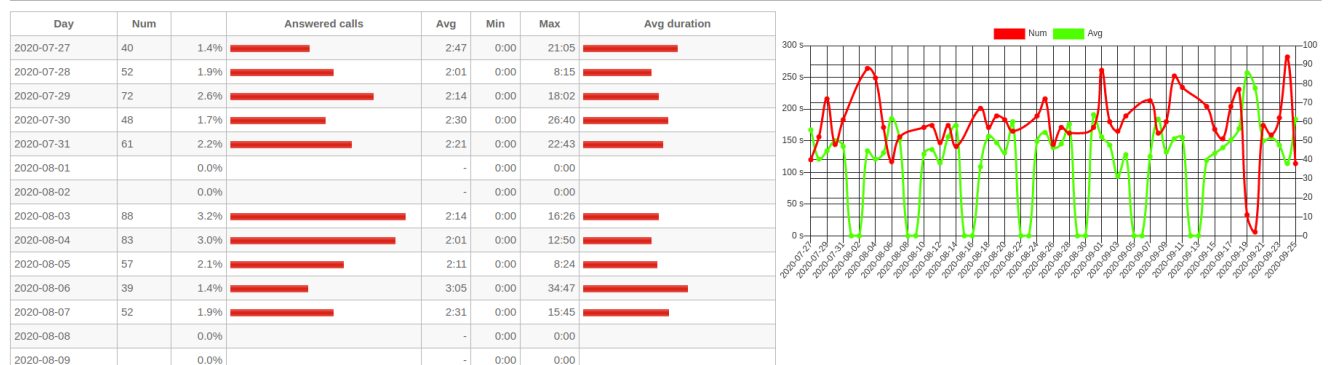 Day Num Answered calls Avg Min Max Avg duration
2020-07-27 40 1.4% 2:47 0:00 21:05
2020-07-28 52 1.9% 2:01 0:00 8:15
2020-07-29 72 2.6% 2:14 0:00 18:02
2020-07-30 48 1.7% 2:30 0:00 26:40
2020-07-31 61 2.2% 2:21 0:00 22:43
2020-08-01 0.0% - 0:00 0:00
2020-08-02 0.0% - 0:00 0:00
2020-08-03 88 3.2% 2:14 0:00 16:26
2020-08-04 83 3.0% 2:01 0:00 12:50
2020-08-05 57 2.1% 2:11 0:00 8:24
2020-08-06 39 1.4% 3:05 0:00 34:47
2020-08-07 52 1.9% 2:31 0:00 15:45
2020-08-08 0.0% - 0:00 0:00
2020-08-09 0.0% - 0:00 0:00
Num Avg
300 s 100
90
250 s
80
200 s 70
60
150 s 50
40
100 s
30
50 s 20
10
0 s 0
2020-07-27
2020-07-29
2020-07-31
2020-08-02
2020-08-04
2020-08-06
2020-08-08
2020-08-10
2020-08-12
2020-08-14
2020-08-16
2020-08-18
2020-08-20
2020-08-22
2020-08-24
2020-08-26
2020-08-28
2020-08-30
2020-09-01
2020-09-03
2020-09-05
2020-09-07
2020-09-09
2020-09-11
2020-09-13
2020-09-15
2020-09-17
2020-09-19
2020-09-21
2020-09-23
2020-09-25